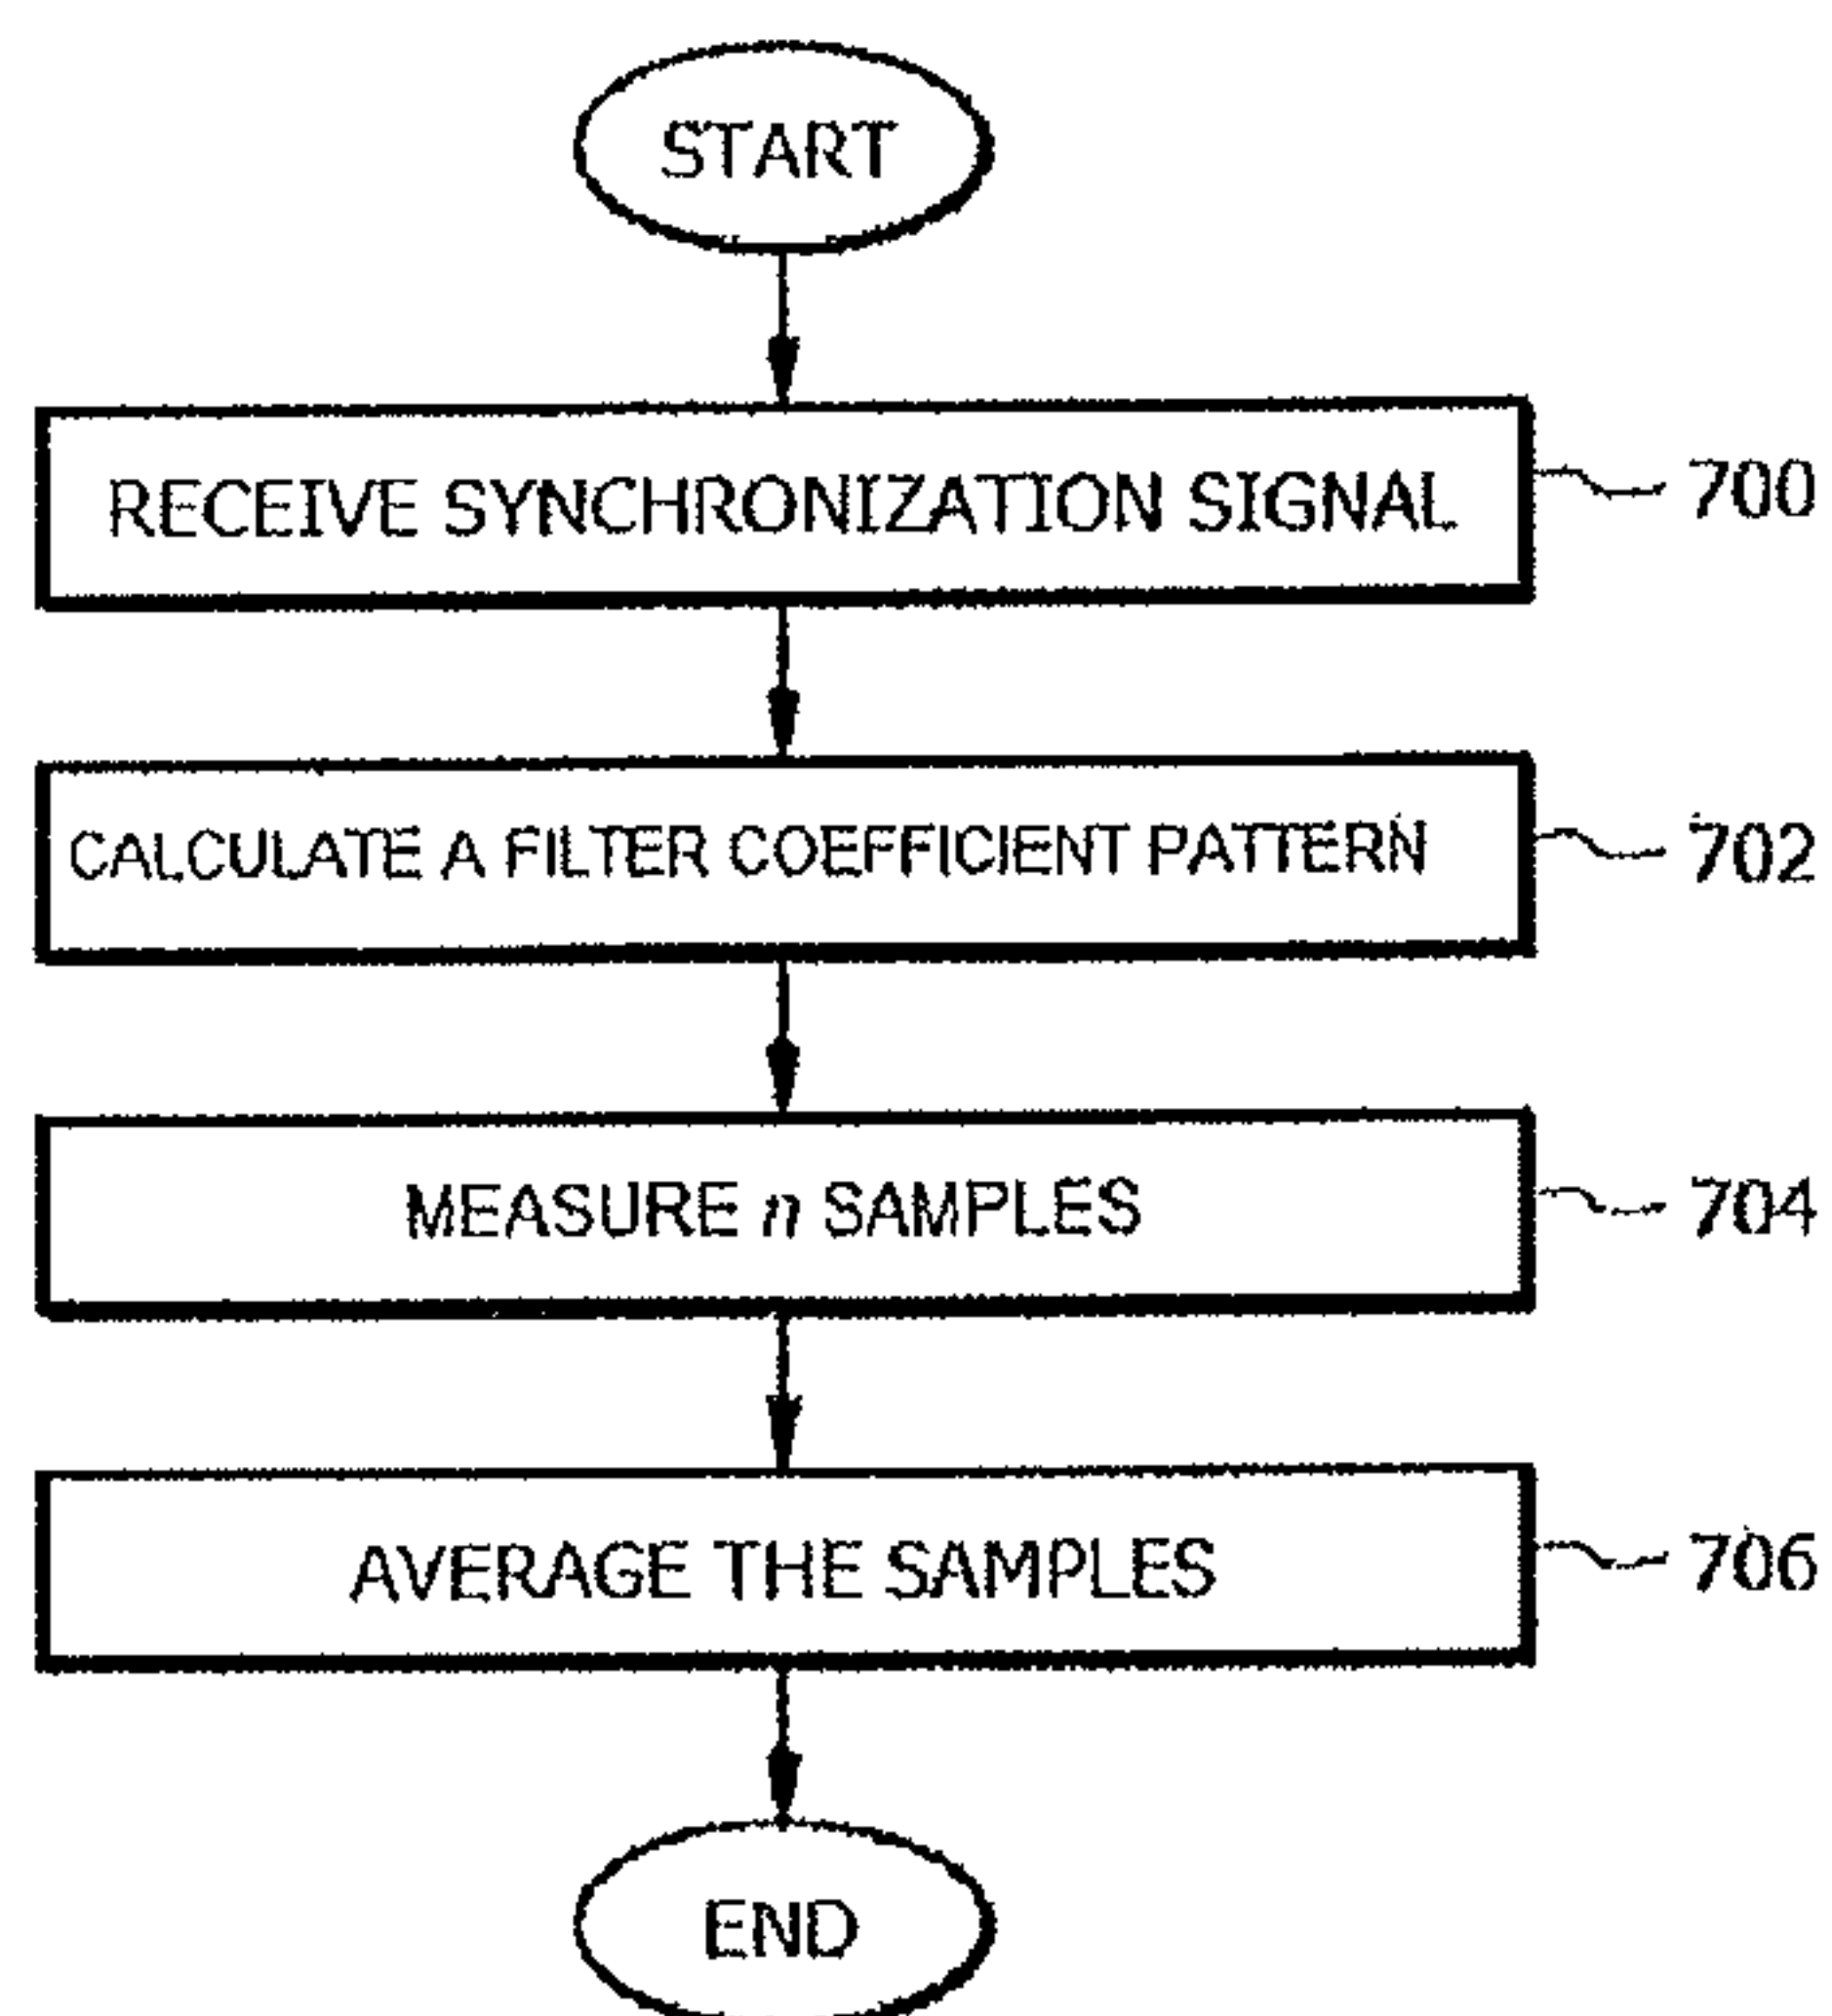 START
RECEIVE SYNCHRONIZATION SIGNAL
700
CALCULATE A FILTER COEFFICIENT PATTERN
702
MEASURE n SAMPLES
704
AVERAGE THE SAMPLES
706
END